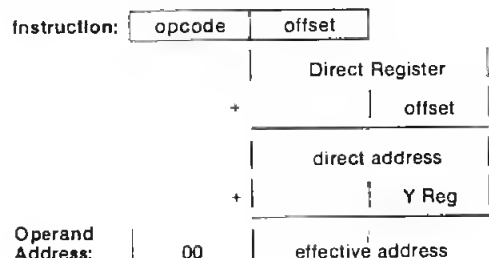 Instruction: opcode offset
Direct Register
+ offset
direct address
+ Y Reg
Operand
Address: 00 effective address